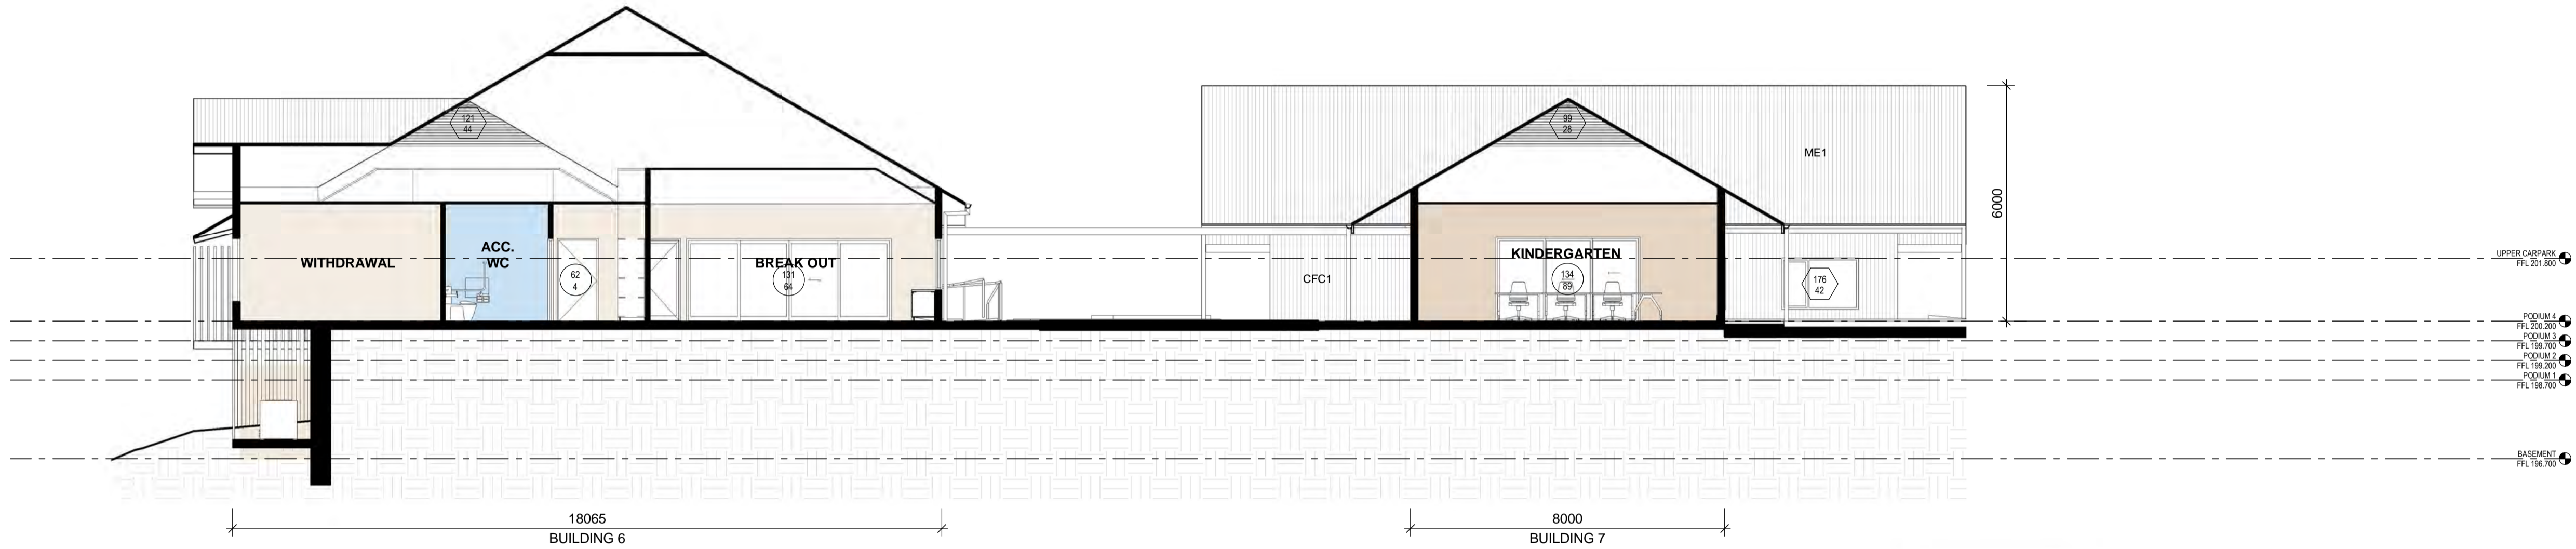 121
44
99
28
ME1
6000
WITHDRAWAL
ACC.
WC
62
4
BREAK OUT
131
64
CFC1
KINDERGARTEN
134
89
176
42
UPPER CARPARK
FFL 201.800
PODIUM 4
FFL 200.200
PODIUM 3
FFL 199.700
PODIUM 2
FFL 199.200
PODIUM 1
FFL 198.700
BASEMENT
FFL 196.700
18065
BUILDING 6
8000
BUILDING 7